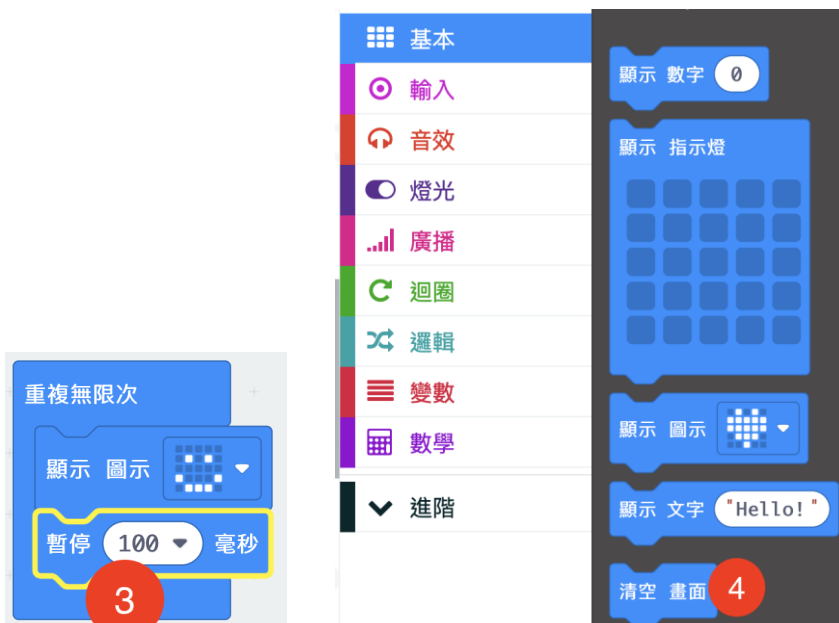 重複無限次
顯示 圖示
暫停 100 毫秒
3
基本
輸入
音效
燈光
廣播
迴圈
邏輯
變數
數學
進階
顯示 數字 0
顯示 指示燈
顯示 圖示
顯示 文字 "Hello!"
清空 畫面 4